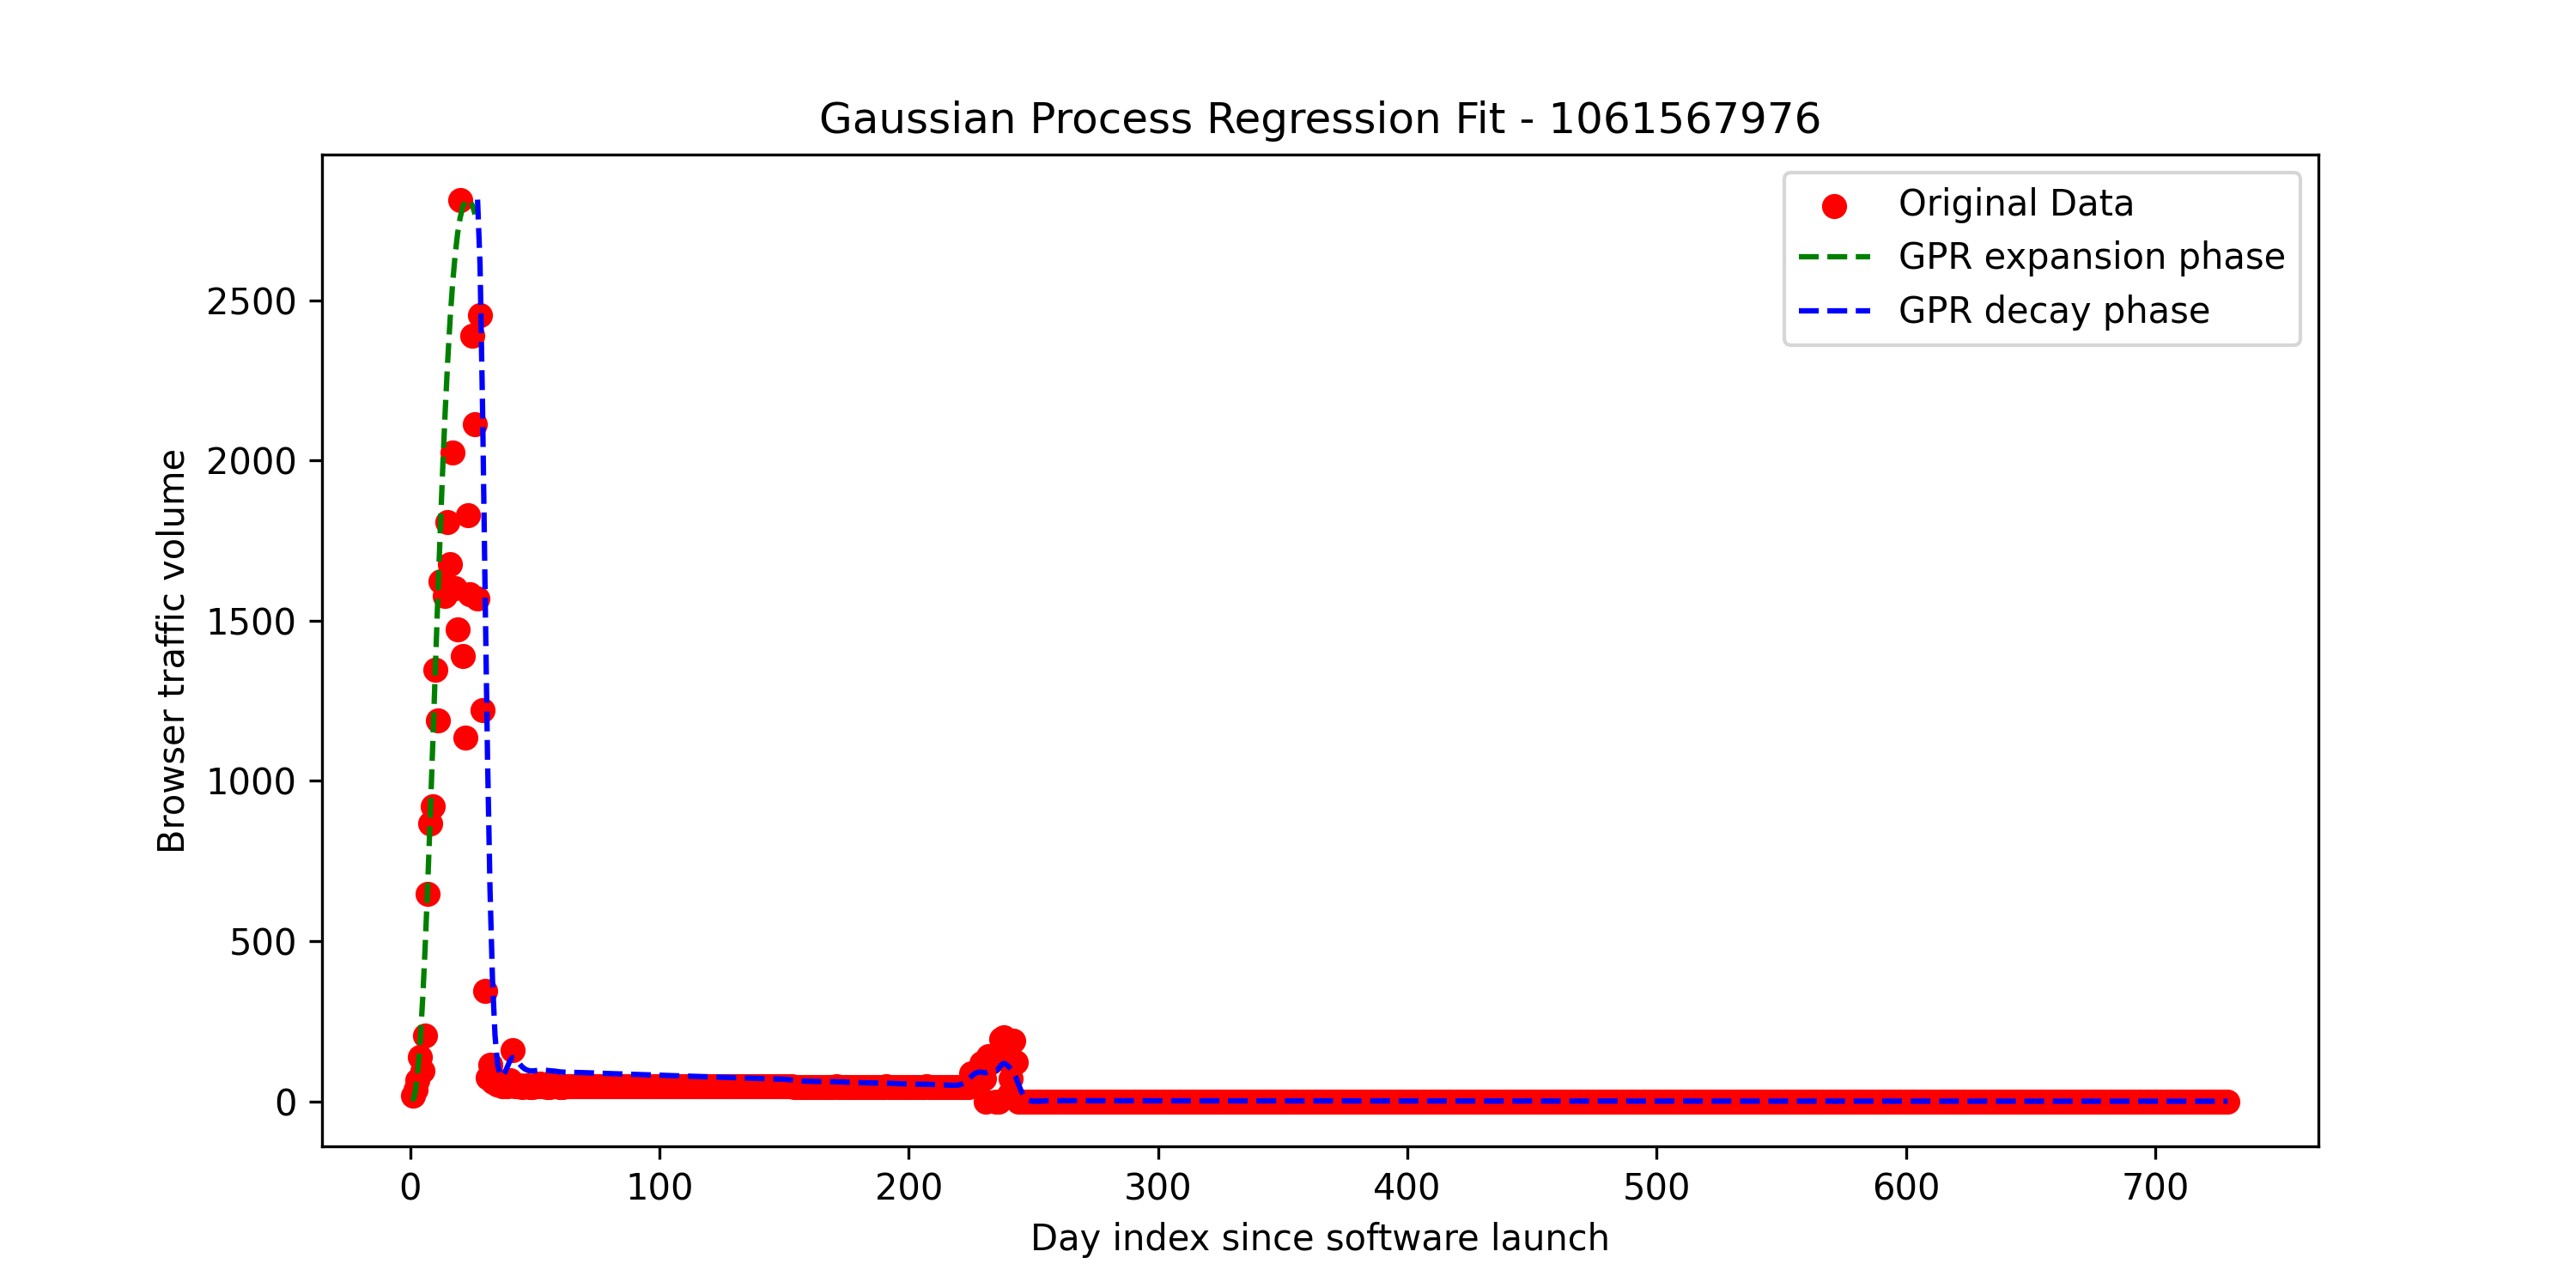 Gaussian Process Regression Fit - 1061567976
Original Data
GPR expansion phase
GPR decay phase
Browser traffic volume
2500
2000
1500
1000
500
0
0 100 200 300 400 500 600 700
Day index since software launch